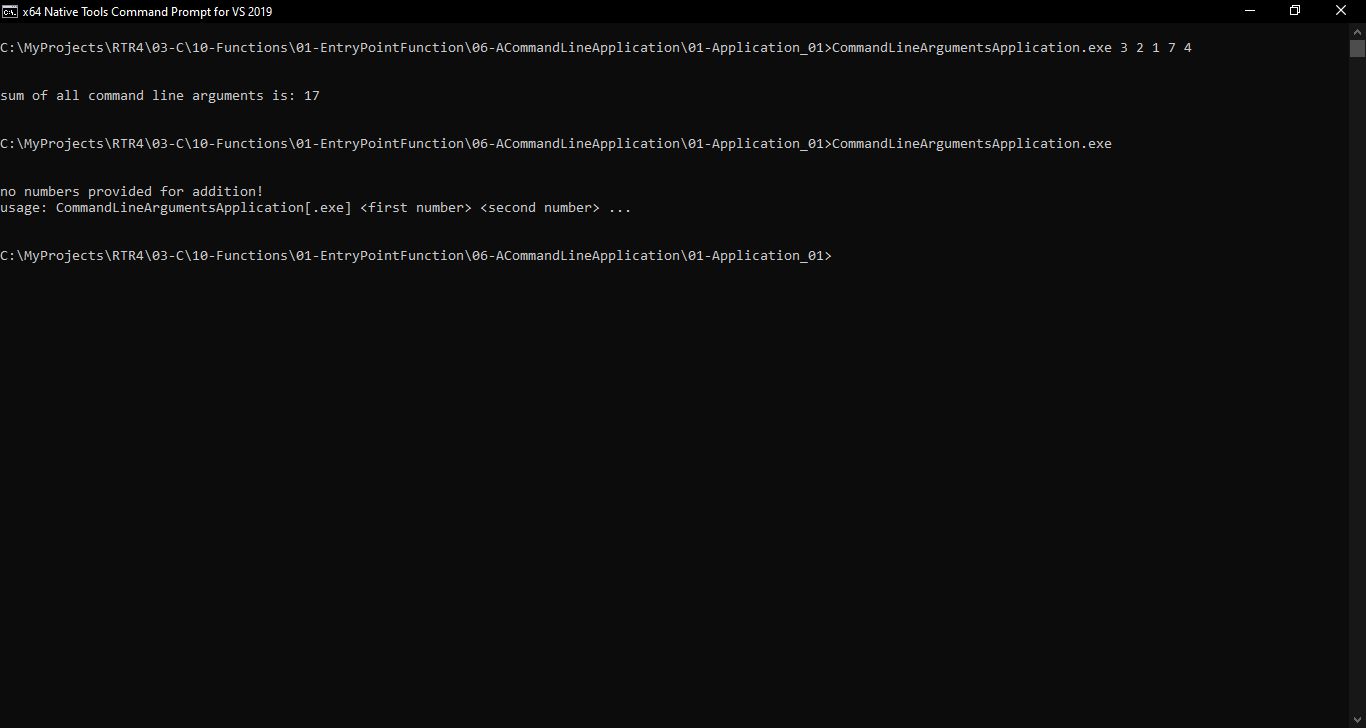 x64 Native Tools Command Prompt for VS 2019
C:\MyProjects\RTR4\03-C\10-Functions\01-EntryPointFunction\06-ACommandLineApplication\01-Application_01>CommandLineArgumentsApplication.exe 3 2 1 7 4
sum of all command line arguments is: 17
C:\MyProjects\RTR4\03-C\10-Functions\01-EntryPointFunction\06-ACommandLineApplication\01-Application_01>CommandLineArgumentsApplication.exe
no numbers provided for addition!
usage: CommandLineArgumentsApplication[.exe] <first number> <second number> ...
C:\MyProjects\RTR4\03-C\10-Functions\01-EntryPointFunction\06-ACommandLineApplication\01-Application_01>